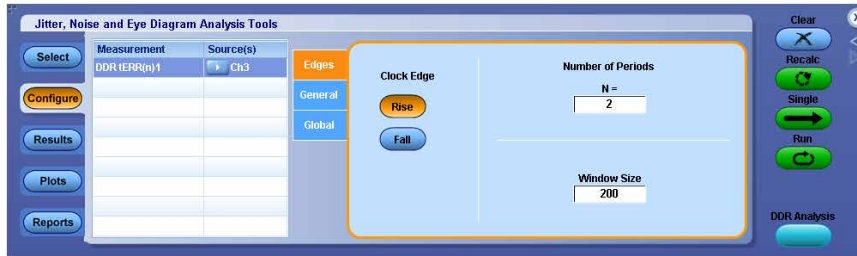 Jitter, Noise and Eye Diagram Analysis Tools
Clear
Select
Measurement
Source(s)
DDR tERR(n)1
Ch3
Edges
General
Global
Clock Edge
Rise
Fall
Number of Periods
N =
2
Window Size
200
Configure
Results
Plots
Reports
Recalc
Single
Run
DDR Analysis